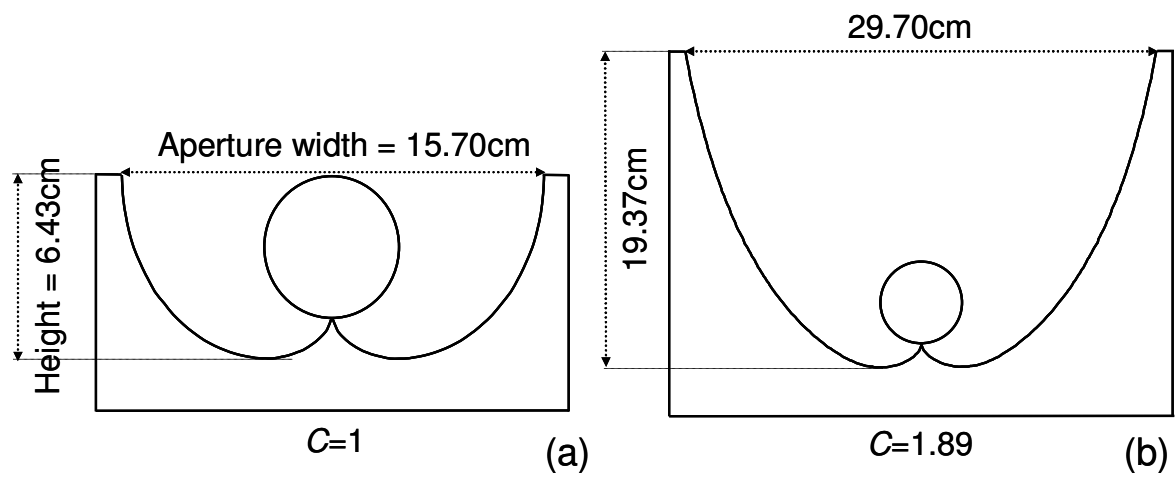 Aperture width = 15.70cm
Height = 6.43cm
C=1
(a)
29.70cm
19.37cm
C=1.89
(b)